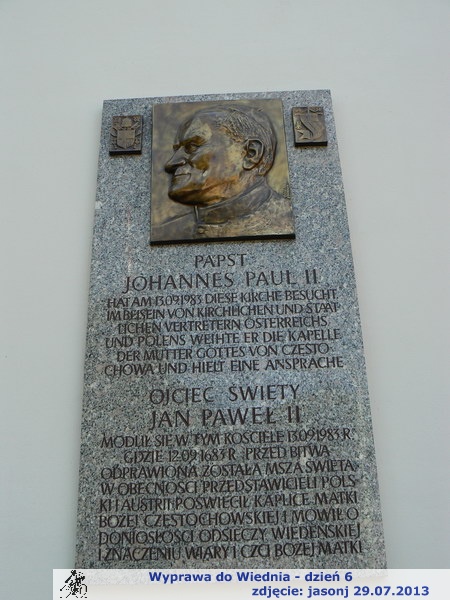 PAPST
JOHANNES PAUL II.
HAT AM 13.09.1983 DIESE KIRCHE BESUCHT
IM BEISEIN VON KIRCHLICHEN UND STAAT
LICHEN VERTRETERN ÖSTERREICHS
UND POLENS WEIHTE ER DIE KAPELLE
DER MUTTER GOTTES VON CZESTO-
CHOWA UND HIELT EINE ANSPRACHE
OJCIEC ŚWIĘTY
JAN PAWEŁ II
MODLIŁ SIĘ W TYM KOŚCIELE 13.09.1983 R.
GDZIE 12.09.1683 R. PRZED BITWĄ
ODPRAWIONA ZOSTAŁA MSZA ŚWIĘTA.
W OBECNOŚCI PRZEDSTAWICIELI POLS
KI I AUSTRII POŚWIĘCIŁ KAPLICĘ MATKI
BOŻEJ CZĘSTOCHOWSKIEJ I MÓWIŁ O
DONIOSŁOŚCI ODSIECZY WIEDEŃSKIEJ
I ZNACZENIU WIARY I CZCI BOŻEJ MATKI
Wyprawa do Wiednia - dzień 6
zdjęcie: jasonj 29.07.2013